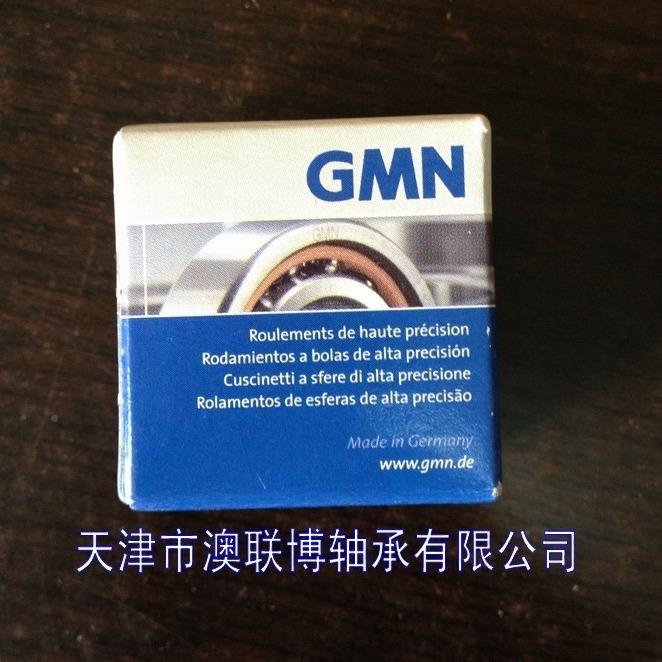 GMN
GMN
Roulements de haute précision
Rodamientos a bolas de alta precisión
Cuscinetti a sfere di alta precisione
Rolamentos de esferas de alta precisão
Made in Germany
www.gmn.de
天津市澳联博轴承有限公司